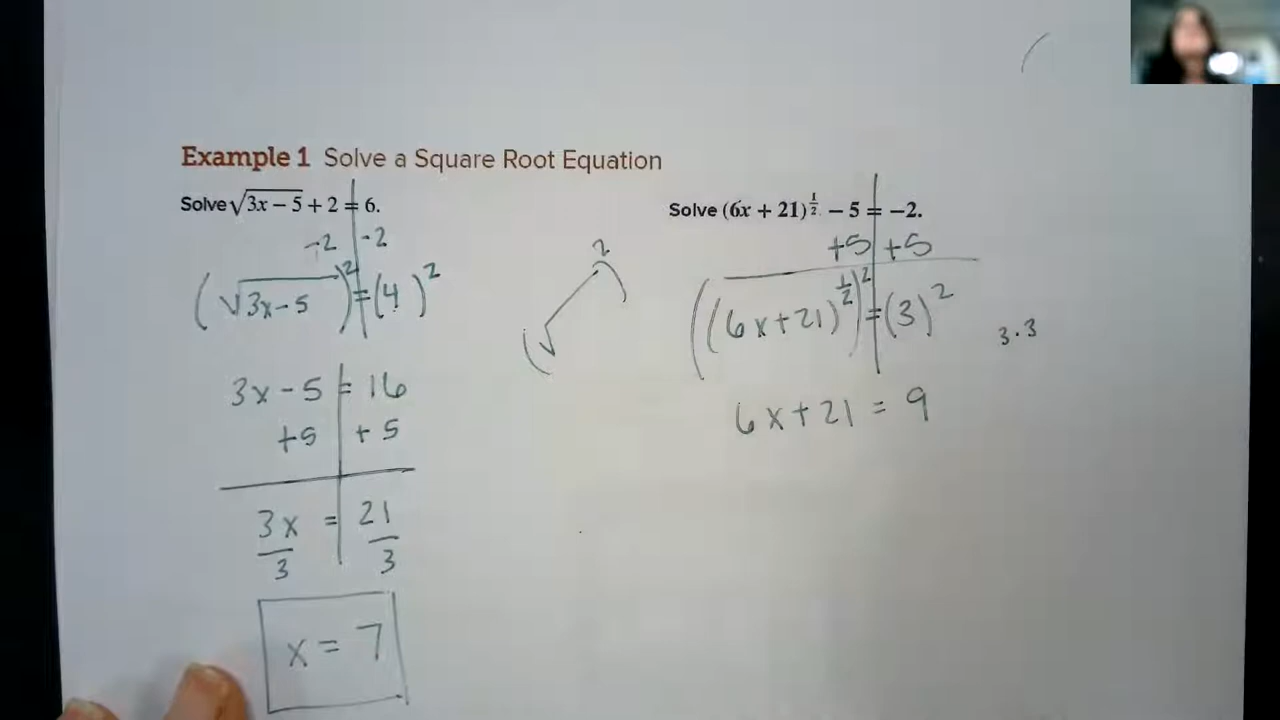 Example 1 Solve a Square Root Equation
Solve √3x − 5 + 2 = 6.
-2 -2
(√3x-5)² = (4)²
3x - 5 = 16
+5 +5
3x = 21
3 3
x = 7
(√ )²
Solve (6x + 21)^½ − 5 = −2.
+5 +5
((6x+21)^½)² = (3)²
3·3
6x+21 = 9